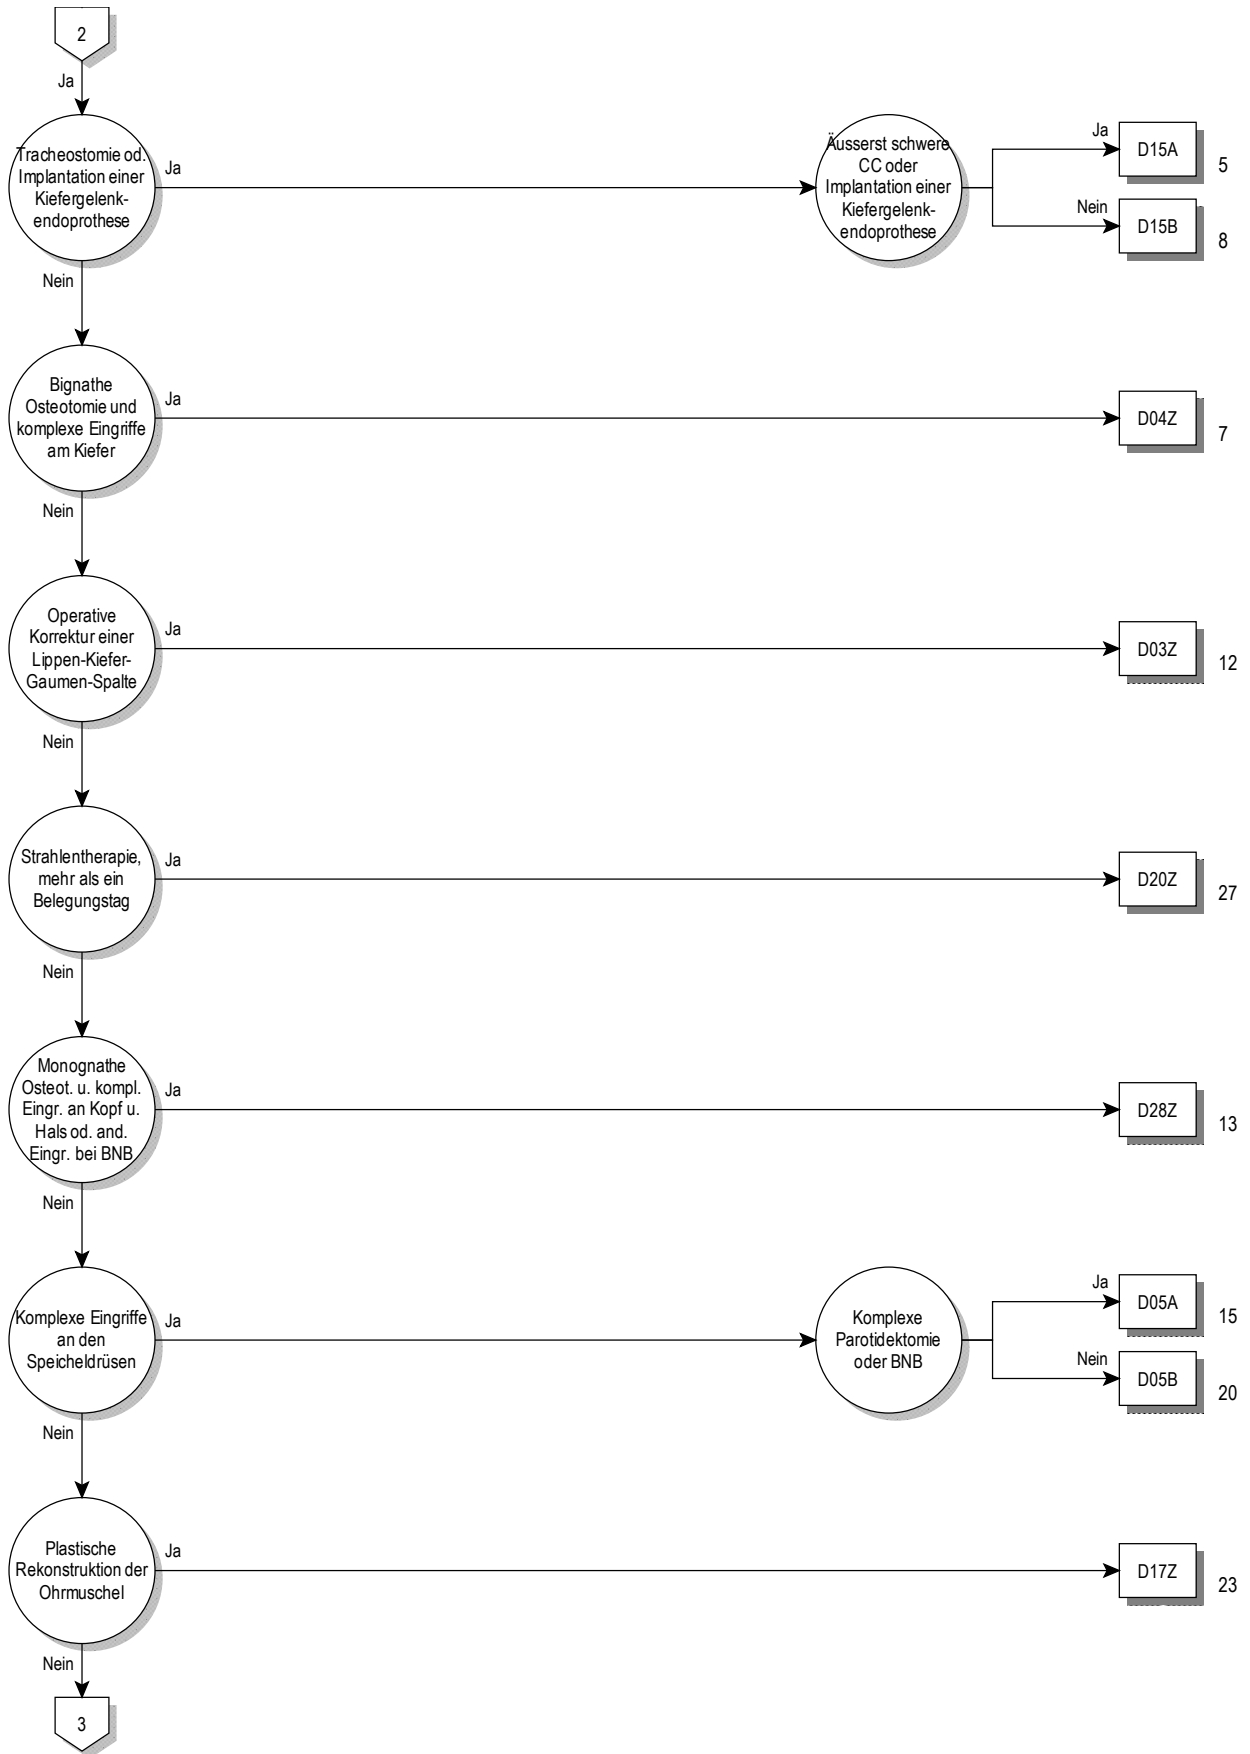 2
Ja
Tracheostomie od.
Implantation einer
Kiefergelenk-
endoprothese
Ja
Äusserst schwere
CC oder
Implantation einer
Kiefergelenk-
endoprothese
Ja
D15A
5
Nein
D15B
8
Nein
Bignathe
Osteotomie und
komplexe Eingriffe
am Kiefer
Ja
D04Z
7
Nein
Operative
Korrektur einer
Lippen-Kiefer-
Gaumen-Spalte
Ja
D03Z
12
Nein
Strahlentherapie,
mehr als ein
Belegungstag
Ja
D20Z
27
Nein
Monognathe
Osteot. u. kompl.
Eingr. an Kopf u.
Hals od. and.
Eingr. bei BNB
Ja
D28Z
13
Nein
Komplexe Eingriffe
an den
Speicheldrüsen
Ja
Komplexe
Parotidektomie
oder BNB
Ja
D05A
15
Nein
D05B
20
Nein
Plastische
Rekonstruktion der
Ohrmuschel
Ja
D17Z
23
Nein
3